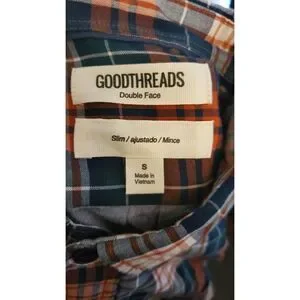 GOODTHREADS
Double Face
Slim / ajustado / Mince
S
Made in
Vietnam